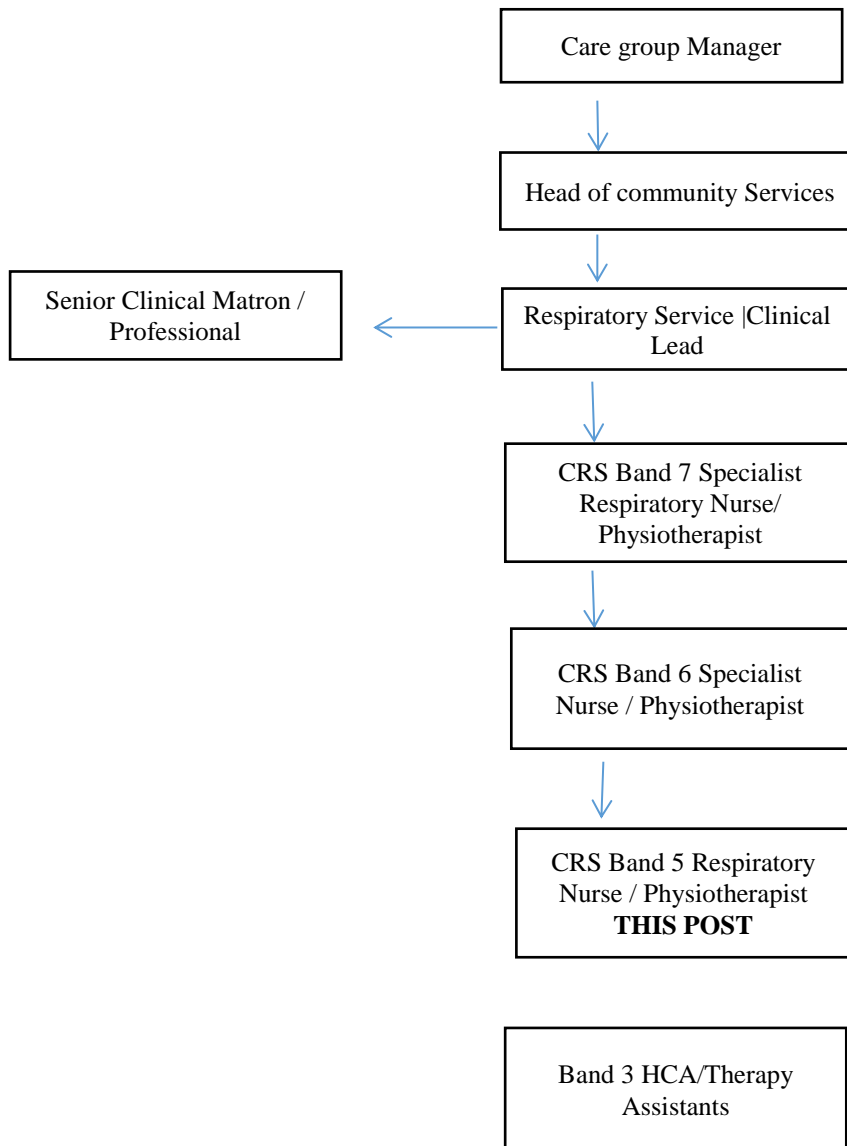 Care group Manager
Head of community Services
Senior Clinical Matron /
Professional
Respiratory Service |Clinical
Lead
CRS Band 7 Specialist
Respiratory Nurse/
Physiotherapist
CRS Band 6 Specialist
Nurse / Physiotherapist
CRS Band 5 Respiratory
Nurse / Physiotherapist
THIS POST
Band 3 HCA/Therapy
Assistants